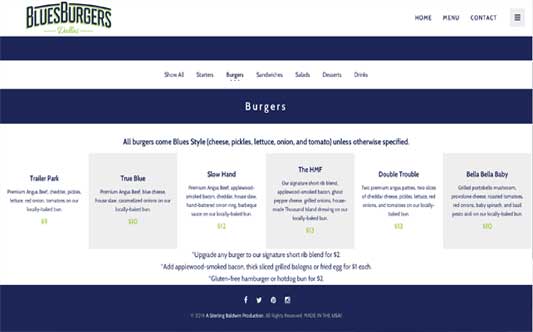 BLUESBURGERS
Dallas
HOME MENU CONTACT
Show All Starters Burgers Sandwiches Salads Desserts Drinks
Burgers
All burgers come Blues Style (cheese, pickles, lettuce, onion, and tomato) unless otherwise specified.
Trailer Park
Premium Angus Beef, cheddar, pickles,
lettuce, red onion, tomatoes on our
locally-baked bun.
$9
True Blue
Premium Angus Beef, blue cheese,
house slaw, caramelized onions on our
locally-baked bun.
$10
Slow Hand
Premium Angus Beef, applewood-
smoked bacon, cheddar, house slaw,
hand-battered onion ring, barbeque
sauce on our locally-baked bun.
$12
The HMF
Our signature short rib blend,
applewood-smoked bacon, ghost
pepper cheese, grilled onions, house-
made Thousand Island dressing on our
locally-baked bun.
$13
Double Trouble
Two premium angus patties, two slices
of cheddar cheese, pickles, lettuce, red
onions, and tomatoes on our locally-
baked bun.
$13
Bella Bella Baby
Grilled portobello mushroom,
provolone cheese, roasted tomatoes,
red onions, baby spinach, and basil
pesto aioli on our locally-baked bun.
$10
*Upgrade any burger to our signature short rib blend for $2.
*Add applewood-smoked bacon, thick sliced grilled balogna or fried egg for $1 each.
*Gluten-free hamburger or hotdog bun for $2.
A Sterling Baldwin Production. All Rights Reserved. MADE IN THE USA!